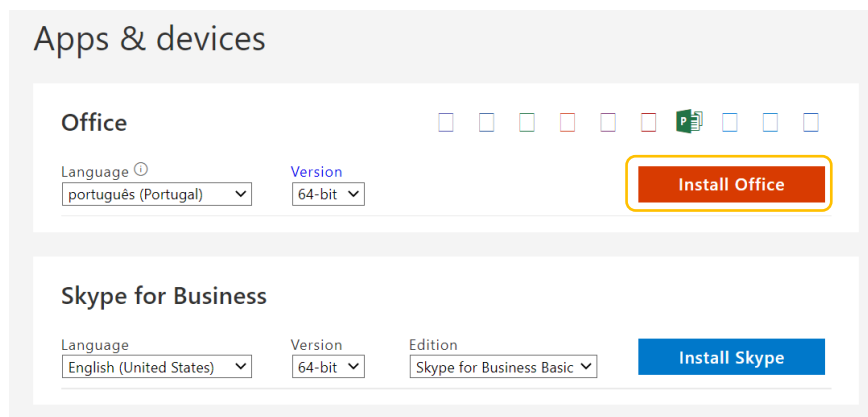 Apps & devices
Office
P
Language Version
português (Portugal) 64-bit
Install Office
Skype for Business
Language Version Edition
English (United States) 64-bit Skype for Business Basic
Install Skype